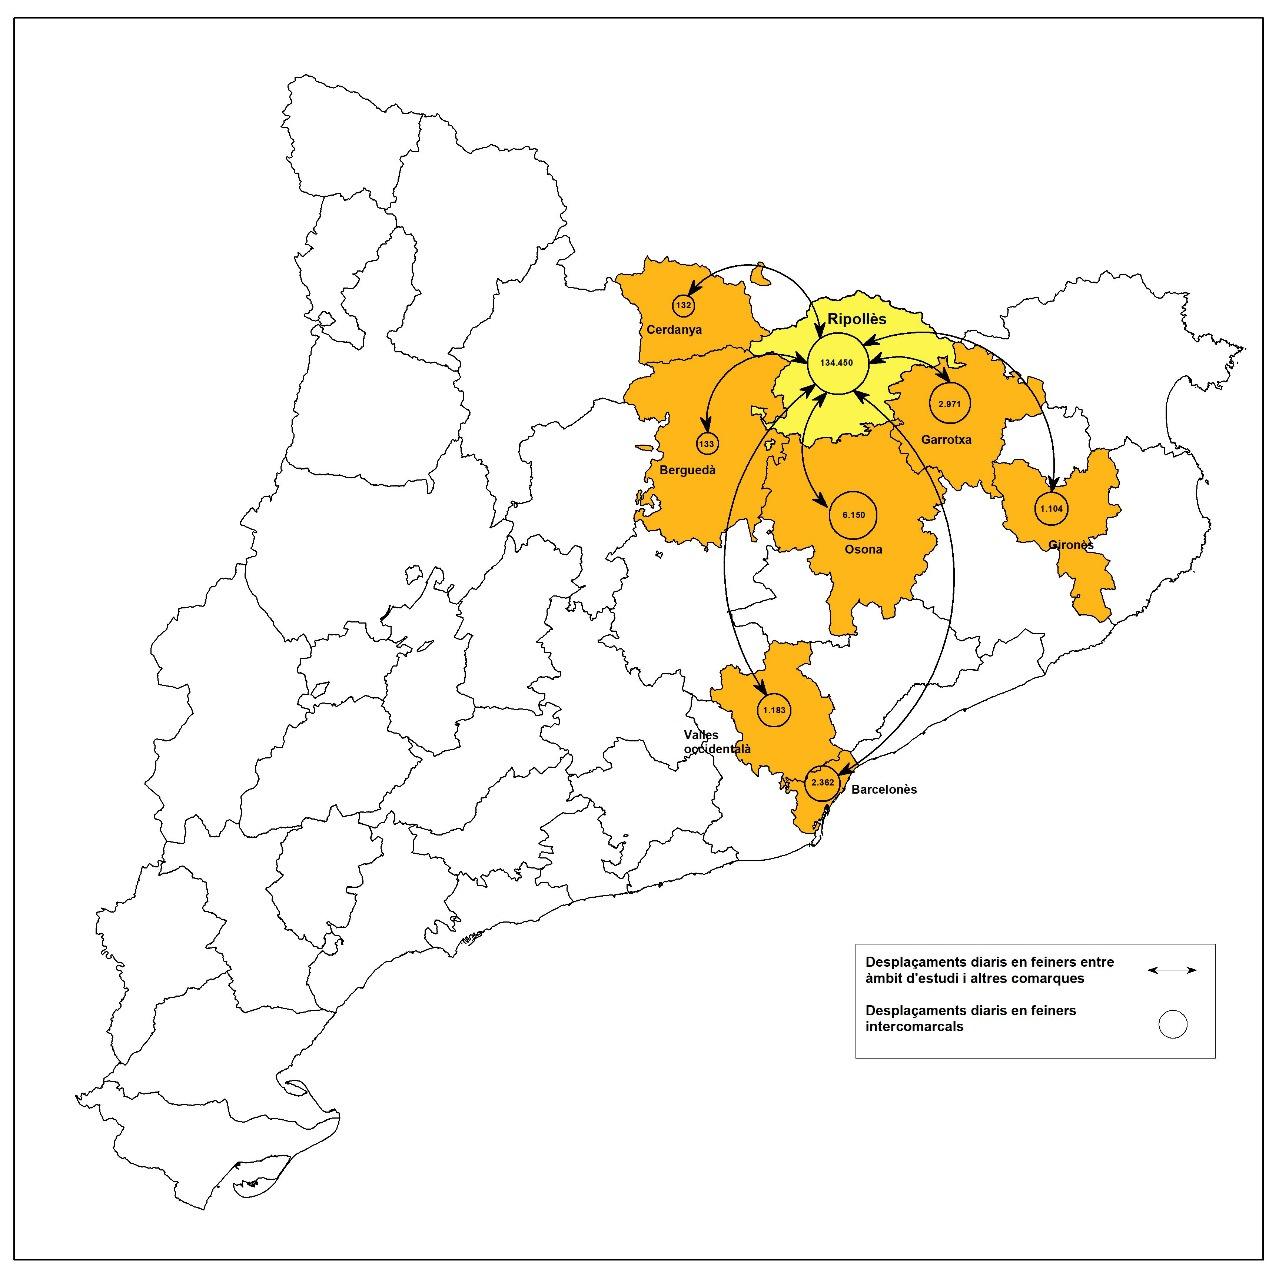 Ripollès
132
Cerdanya
134.450
2.971
Garrotxa
133
Berguedà
6.150
Osona
1.104
Gironès
1.183
Valles
occidentalà
2.362
Barcelonès
Desplaçaments diaris en feiners entre
àmbit d'estudi i altres comarques
Desplaçaments diaris en feiners
intercomarcals